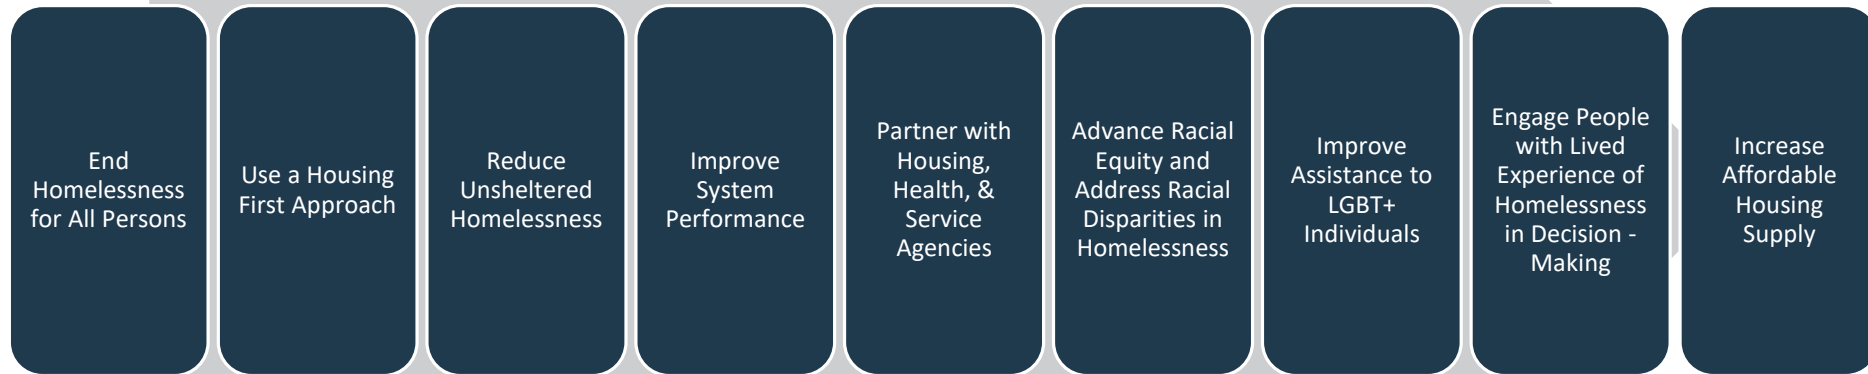 End
Homelessness
for All Persons
Use a Housing
First Approach
Reduce
Unsheltered
Homelessness
Improve
System
Performance
Partner with
Housing,
Health, &
Service
Agencies
Advance Racial
Equity and
Address Racial
Disparities in
Homelessness
Improve
Assistance to
LGBT+
Individuals
Engage People
with Lived
Experience of
Homelessness
in Decision -
Making
Increase
Affordable
Housing
Supply